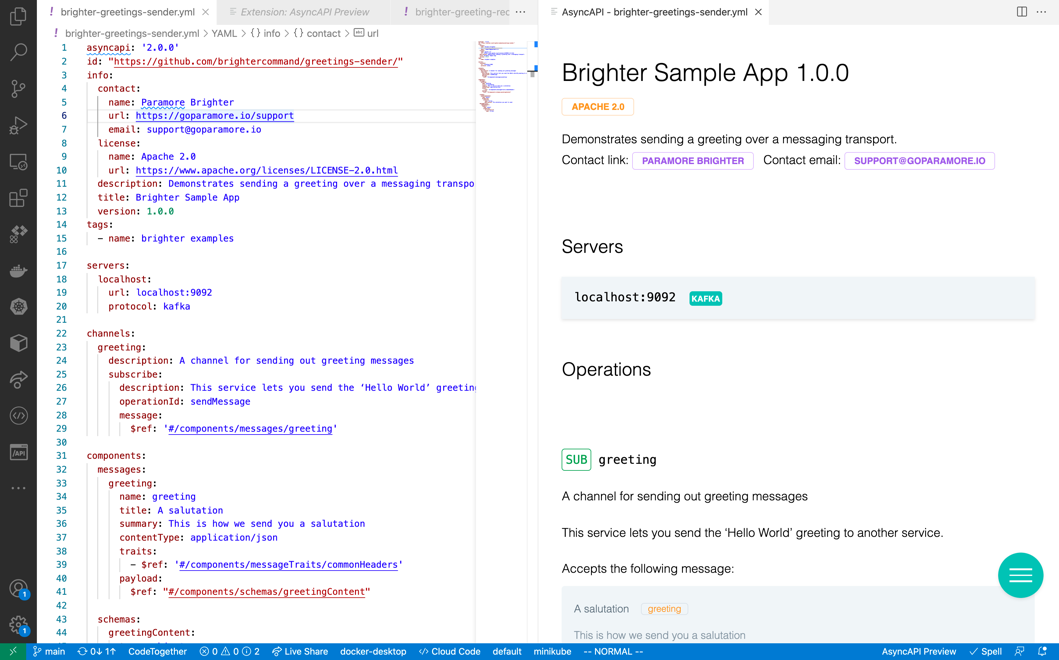 brighter-greetings-sender.yml
Extension: AsyncAPI Preview
brighter-greeting-rec
AsyncAPI - brighter-greetings-sender.yml
brighter-greetings-sender.yml > YAML > {} info > {} contact > url
1 asyncapi: '2.0.0'
2 id: "https://github.com/brightercommand/greetings-sender/"
3 info:
4 contact:
5 name: Paramore Brighter
6 url: https://goparamore.io/support
7 email: support@goparamore.io
8 license:
9 name: Apache 2.0
10 url: https://www.apache.org/licenses/LICENSE-2.0.html
11 description: Demonstrates sending a greeting over a messaging transpo
12 title: Brighter Sample App
13 version: 1.0.0
14 tags:
15 - name: brighter examples
16
17 servers:
18 localhost:
19 url: localhost:9092
20 protocol: kafka
21
22 channels:
23 greeting:
24 description: A channel for sending out greeting messages
25 subscribe:
26 description: This service lets you send the ‘Hello World’ greetin
27 operationId: sendMessage
28 message:
29 $ref: '#/components/messages/greeting'
30
31 components:
32 messages:
33 greeting:
34 name: greeting
35 title: A salutation
36 summary: This is how we send you a salutation
37 contentType: application/json
38 traits:
39 - $ref: '#/components/messageTraits/commonHeaders'
40 payload:
41 $ref: "#/components/schemas/greetingContent"
42
43 schemas:
44 greetingContent:
Brighter Sample App 1.0.0
APACHE 2.0
Demonstrates sending a greeting over a messaging transport.
Contact link: PARAMORE BRIGHTER Contact email: SUPPORT@GOPARAMORE.IO
Servers
localhost:9092 KAFKA
Operations
SUB greeting
A channel for sending out greeting messages
This service lets you send the ‘Hello World’ greeting to another service.
Accepts the following message:
A salutation greeting
This is how we send you a salutation
/API
1
1
main 0↓ 1↑ CodeTogether 0 0 2 Live Share docker-desktop Cloud Code default minikube -- NORMAL -- AsyncAPI Preview Spell